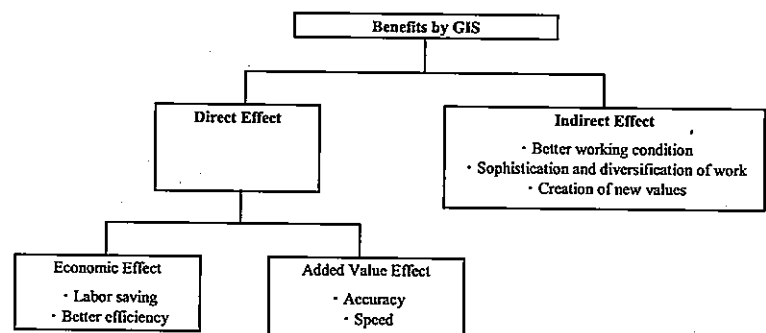 Benefits by GIS
Direct Effect
Indirect Effect
・Better working condition
・Sophistication and diversification of work
・Creation of new values
Economic Effect
・Labor saving
・Better efficiency
Added Value Effect
・Accuracy
・Speed